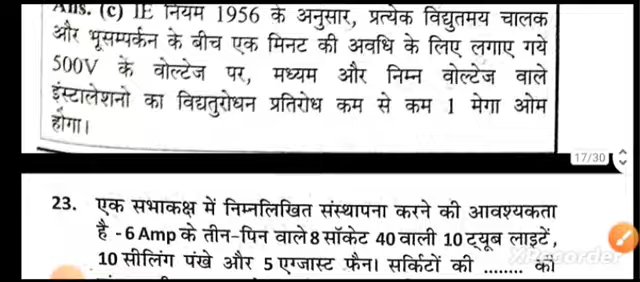 Ans. (c) IE नियम 1956 के अनुसार, प्रत्येक विद्युतमय चालक
और भूसम्पर्कन के बीच एक मिनट की अवधि के लिए लगाए गये
500V के वोल्टेज पर, मध्यम और निम्न वोल्टेज वाले
इंस्टालेशनो का विद्यतुरोधन प्रतिरोध कम से कम 1 मेगा ओम
होगा।
17/30
23. एक सभाकक्ष में निम्नलिखित संस्थापना करने की आवश्यकता
है -6 Amp के तीन-पिन वाले 8 सॉकेट 40 वाली 10 ट्यूब लाइटें,
10 सीलिंग पंखे और 5 एग्जास्ट फैन। सर्किटों की ........ की
XRecorder